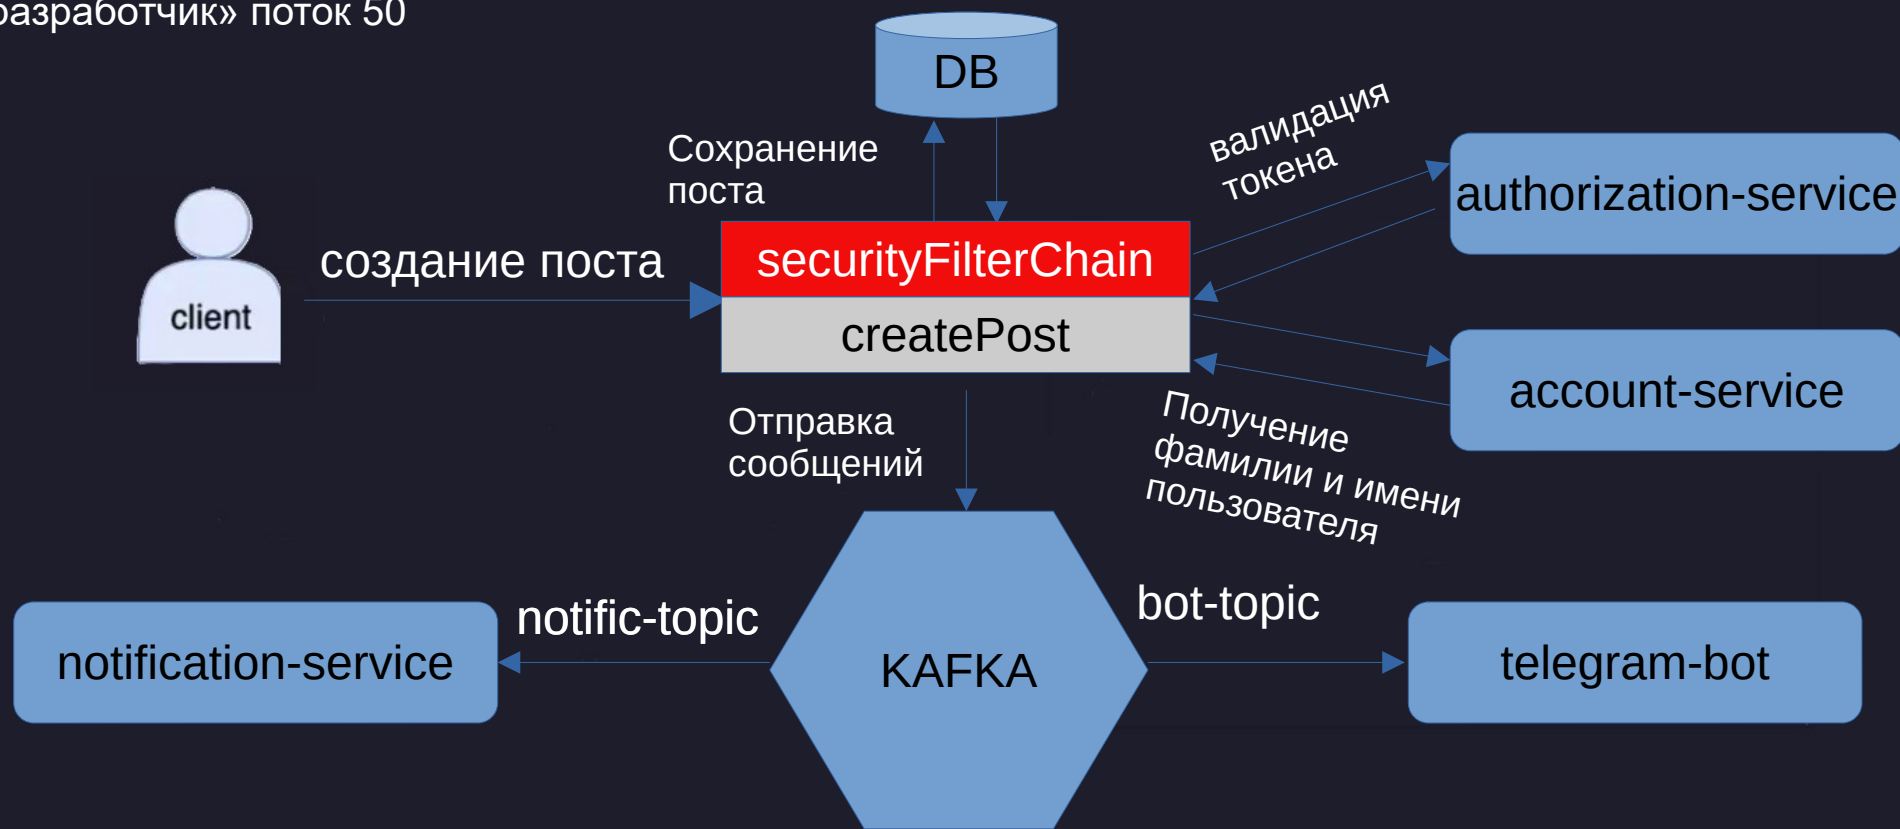 разработчик» поток 50
DB
Сохранение
поста
валидация
токена
authorization-service
создание поста
securityFilterChain
client
createPost
account-service
Отправка
сообщений
Получение
фамилии и имени
пользователя
notific-topic
bot-topic
notification-service
KAFKA
telegram-bot